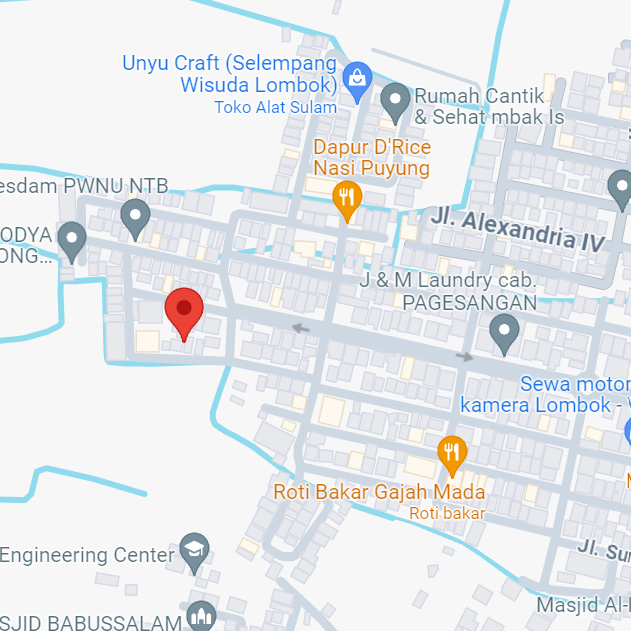 Unyu Craft (Selempang
Wisuda Lombok)
Toko Alat Sulam
Rumah Cantik
& Sehat mbak Is
Dapur D'Rice
Nasi Puyung
esdam PWNU NTB
ODYA
ONG...
Jl. Alexandria IV
J & M Laundry cab.
PAGESANGAN
Sewa motor
kamera Lombok -
Roti Bakar Gajah Mada
Roti bakar
Jl. Sur
Engineering Center
Masjid Al-
SJID BABUSSALAM